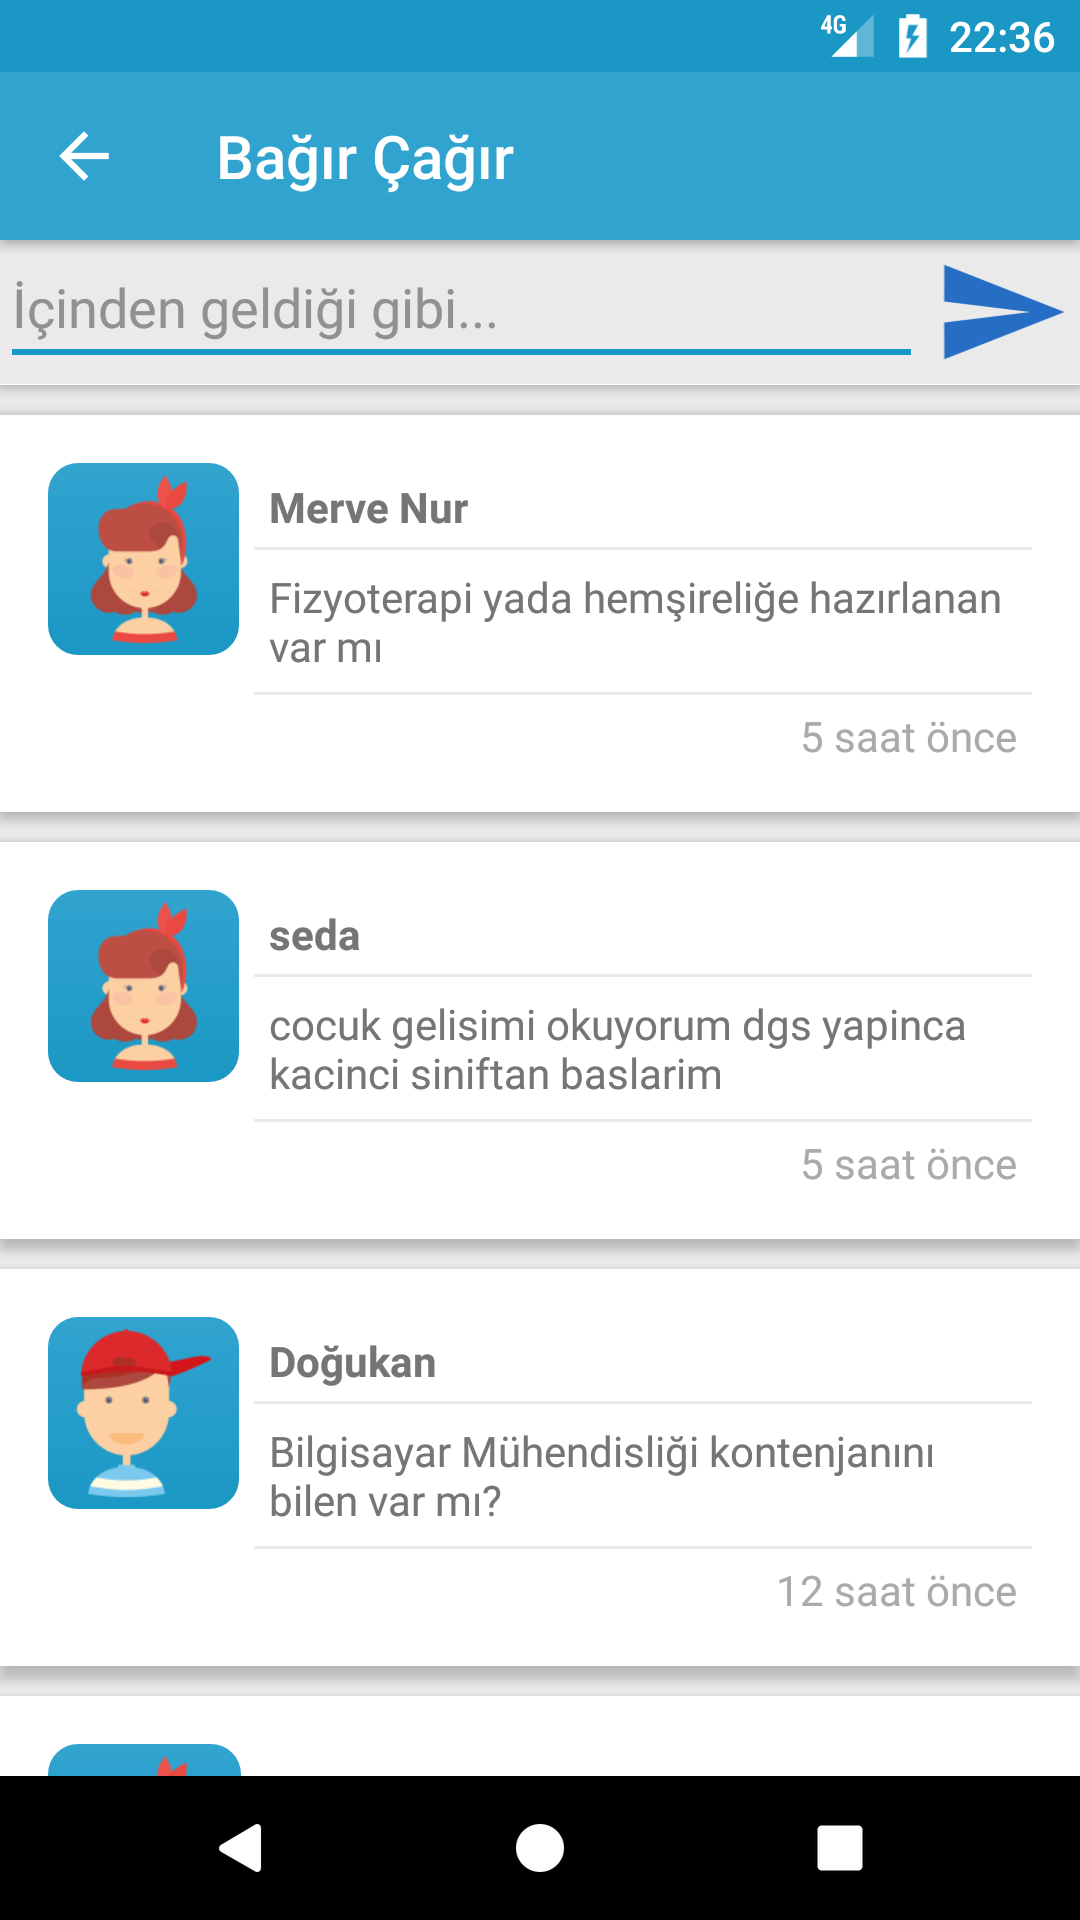 4G 22:36
Bağır Çağır
İçinden geldiği gibi...
Merve Nur
Fizyoterapi yada hemşireliğe hazırlanan
var mı
5 saat önce
seda
cocuk gelisimi okuyorum dgs yapinca
kacinci siniftan baslarim
5 saat önce
Doğukan
Bilgisayar Mühendisliği kontenjanını
bilen var mı?
12 saat önce